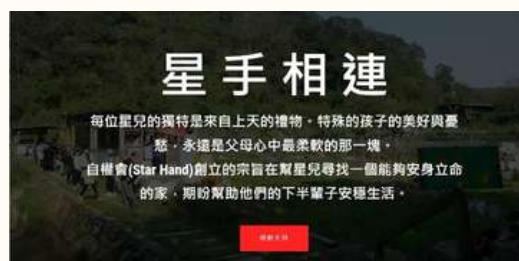 星手相連
每位星兒的獨特是來自上天的禮物。特殊的孩子的美好與憂
愁，永遠是父母心中最柔軟的那一塊。
自權會(Star Hand)創立的宗旨在幫星兒尋找一個能夠安身立命
的家，期盼幫助他們的下半輩子安穩生活。